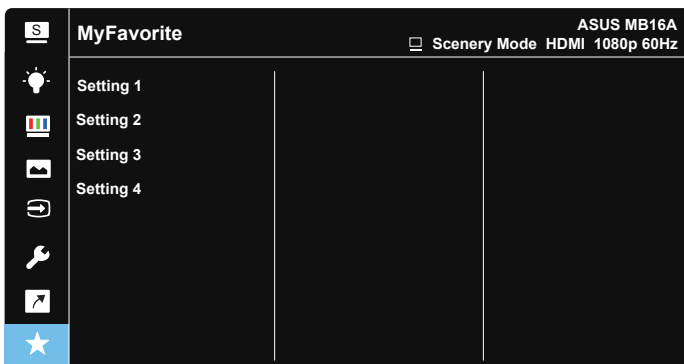 S
MyFavorite
ASUS MB16A
Scenery Mode HDMI 1080p 60Hz
Setting 1
Setting 2
Setting 3
Setting 4